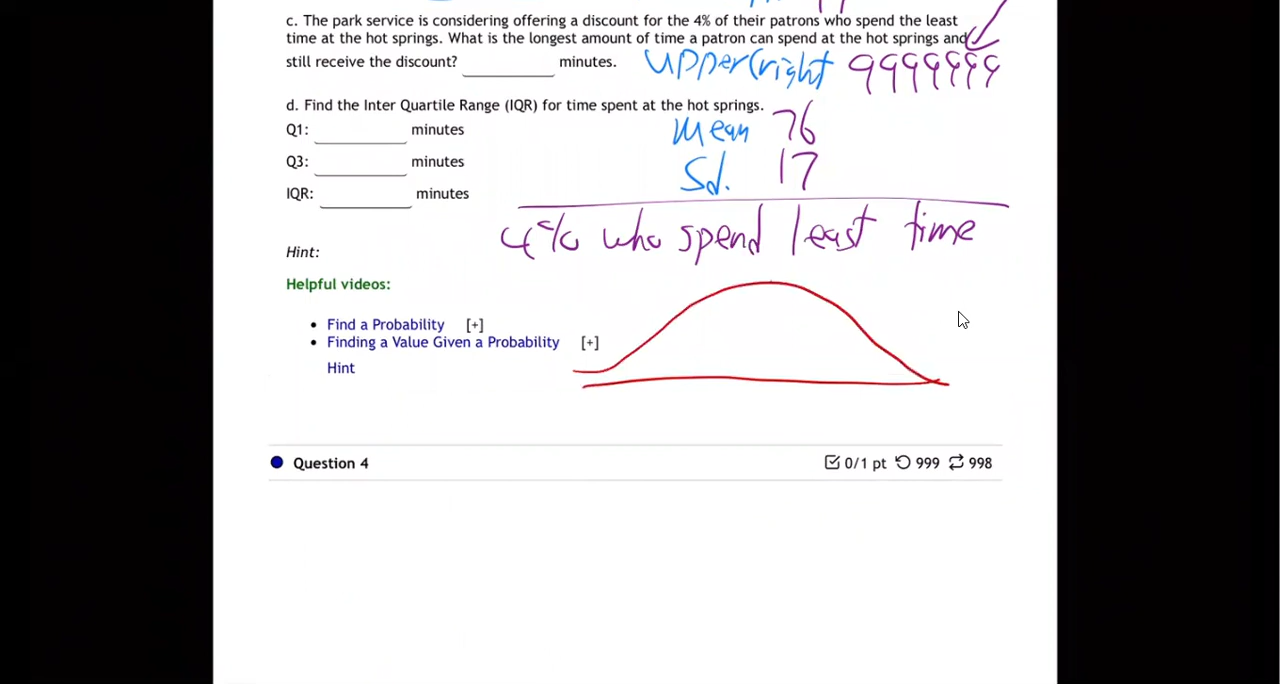 c. The park service is considering offering a discount for the 4% of their patrons who spend the least
time at the hot springs. What is the longest amount of time a patron can spend at the hot springs and
still receive the discount? minutes.
upper(right 9999999
d. Find the Inter Quartile Range (IQR) for time spent at the hot springs.
Q1: minutes
mean 76
Q3: minutes
Sd. 17
IQR: minutes
4% who spend least time
Hint:
Helpful videos:
• Find a Probability [+]
• Finding a Value Given a Probability [+]
Hint
Question 4 0/1 pt 999 998